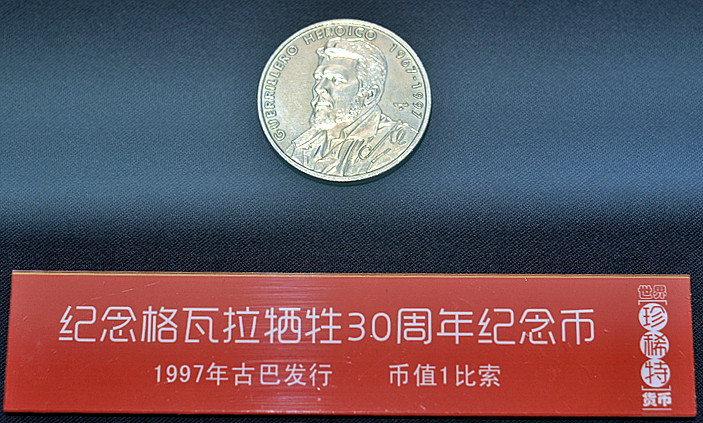 GUERRILLERO HEROICO 1967-1997
纪念格瓦拉牺牲30周年纪念币
1997年古巴发行 币值1比索
世界
珍稀特
货币